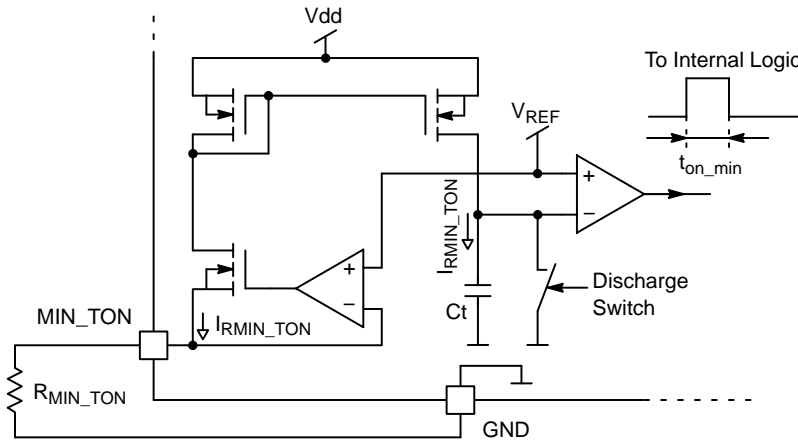 Vdd
To Internal Logic
VREF
ton_min
+
−
IRMIN_TON
+
−
Discharge
Switch
Ct
MIN_TON
IRMIN_TON
RMIN_TON
GND